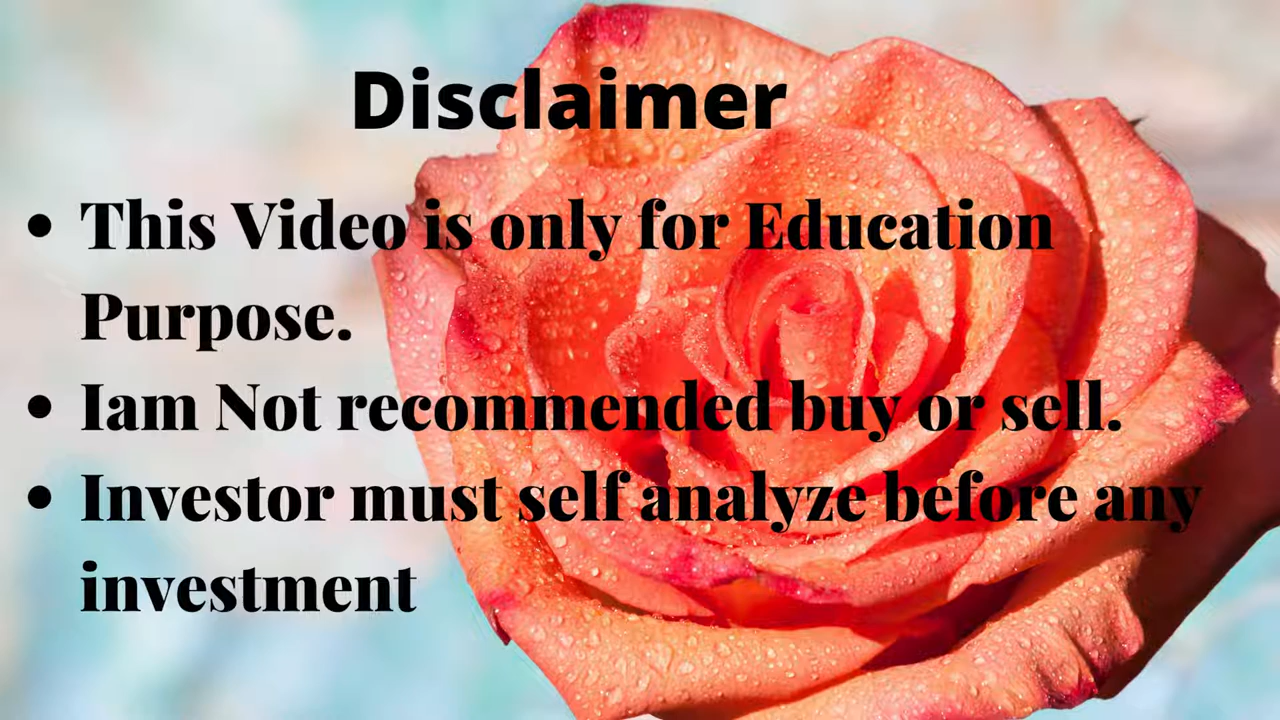 Disclaimer
• This Video is only for Education
Purpose.
• Iam Not recommended buy or sell.
• Investor must self analyze before any
investment